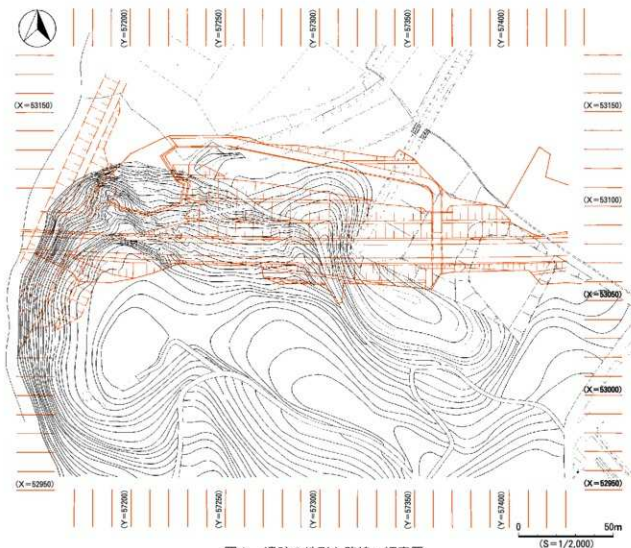 (Y=57200) (Y=57250) (Y=57300) (Y=57350) (Y=57400)
(X=53150) (X=53150)
(X=53100)
(X=53050)
(X=53000)
(X=52950) (X=52950)
(Y=57200) (Y=57250) (Y=57300) (Y=57350) (Y=57400)
0 50m
(S=1/2,000)